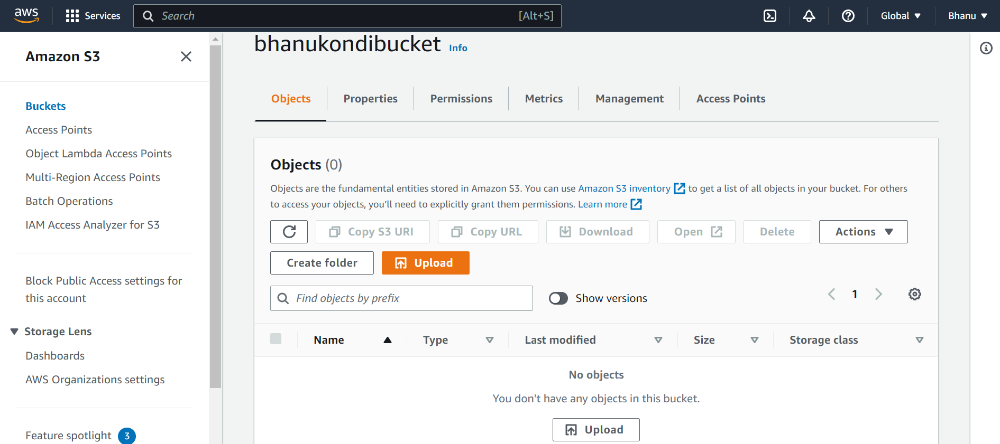 aws Services Search [Alt+S] Global Bhanu
Amazon S3
Buckets
Access Points
Object Lambda Access Points
Multi-Region Access Points
Batch Operations
IAM Access Analyzer for S3
Block Public Access settings for
this account
Storage Lens
Dashboards
AWS Organizations settings
Feature spotlight 3
bhanukondibucket Info
Objects Properties Permissions Metrics Management Access Points
Objects (0)
Objects are the fundamental entities stored in Amazon S3. You can use Amazon S3 inventory to get a list of all objects in your bucket. For others
to access your objects, you’ll need to explicitly grant them permissions. Learn more
Copy S3 URI Copy URL Download Open Delete Actions
Create folder Upload
Find objects by prefix Show versions 1
Name Type Last modified Size Storage class
No objects
You don't have any objects in this bucket.
Upload